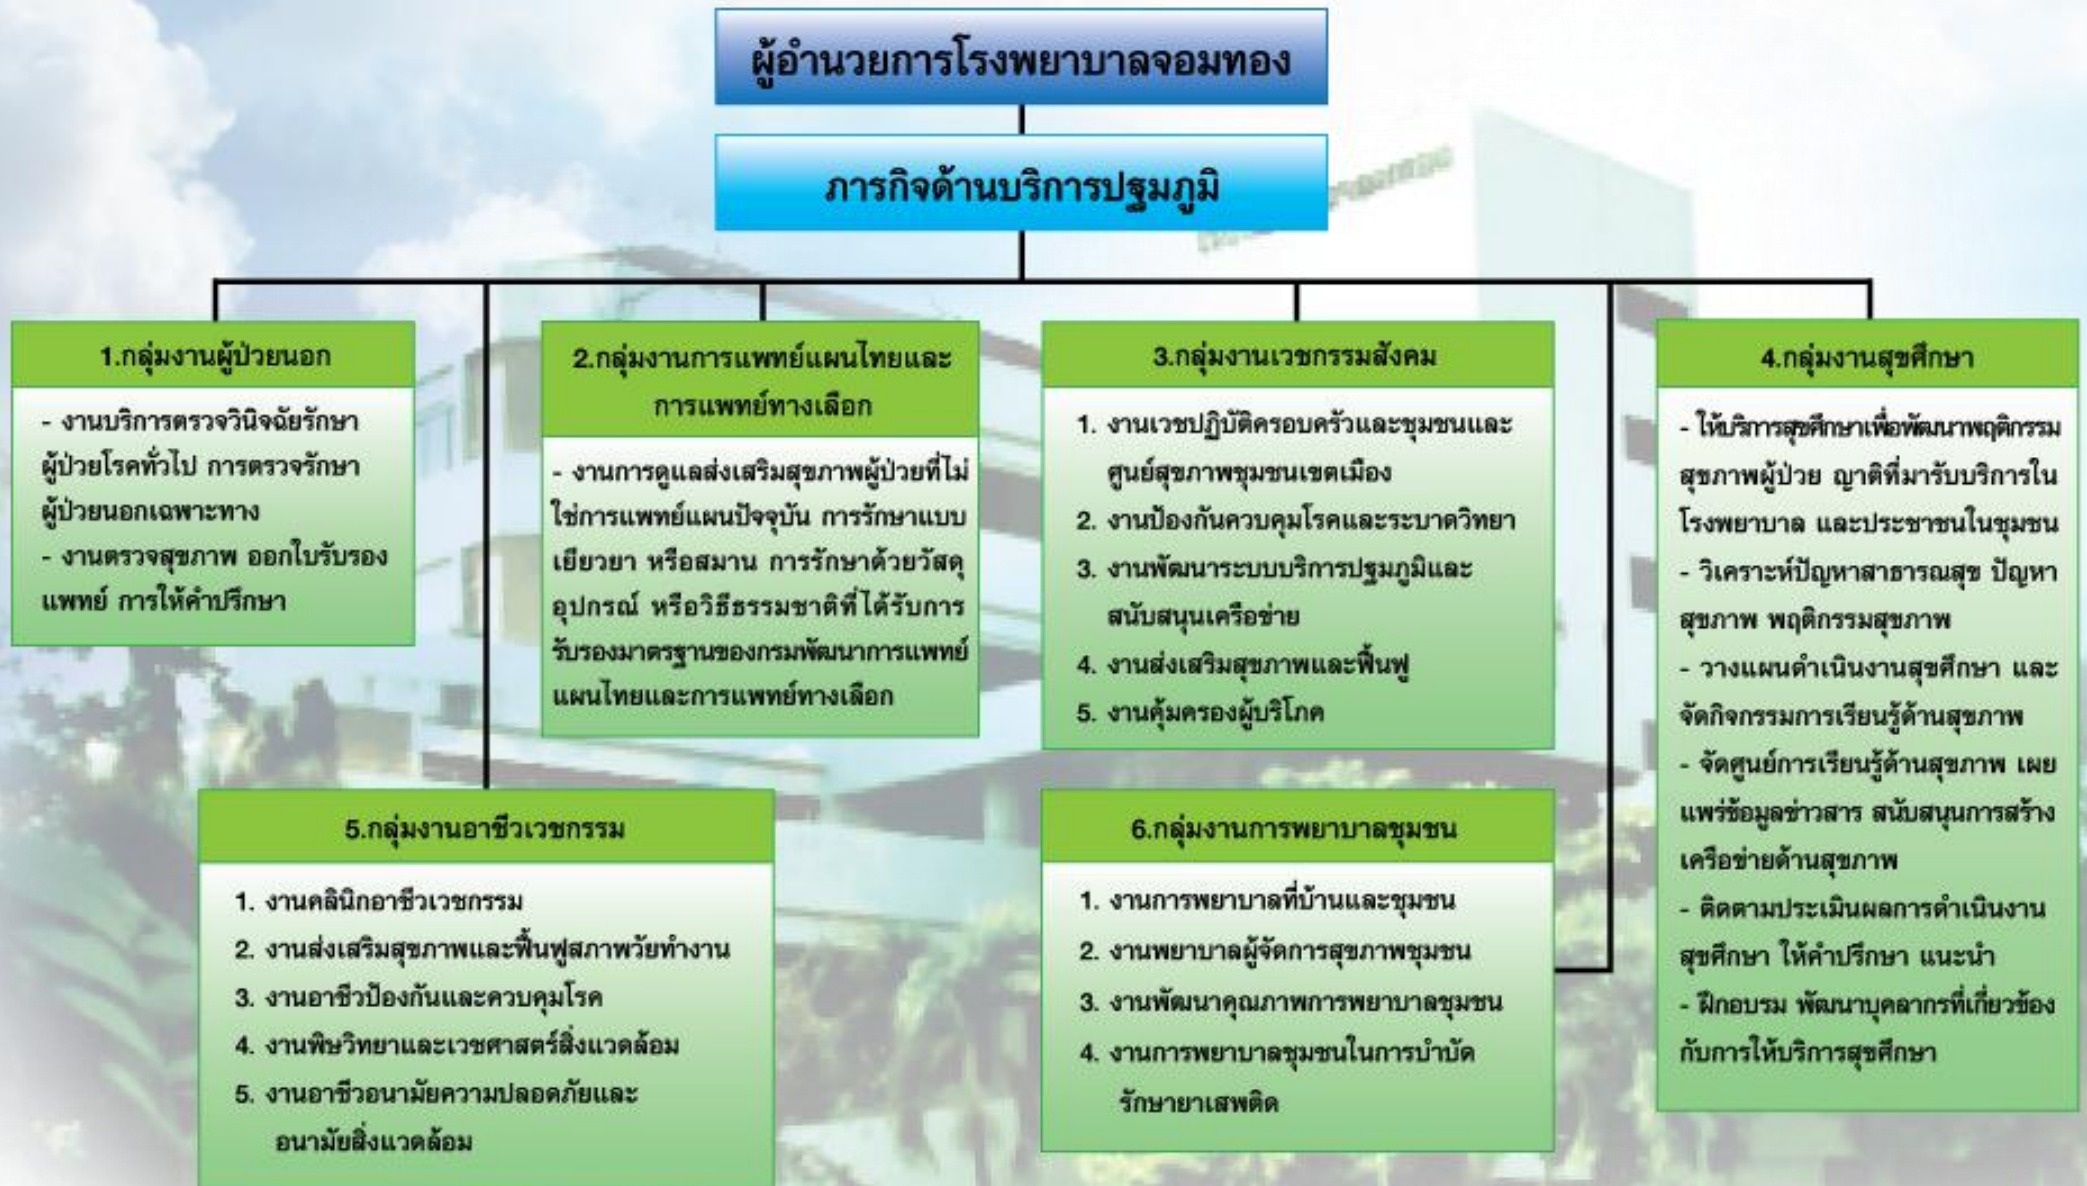 ผู้อำนวยการโรงพยาบาลจอมทอง
ภารกิจด้านบริการปฐมภูมิ
1.กลุ่มงานผู้ป่วยนอก
- งานบริการตรวจวินิจฉัยรักษา
ผู้ป่วยโรคทั่วไป การตรวจรักษา
ผู้ป่วยนอกเฉพาะทาง
- งานตรวจสุขภาพ ออกใบรับรอง
แพทย์ การให้คำปรึกษา
2.กลุ่มงานการแพทย์แผนไทยและ
การแพทย์ทางเลือก
- งานการดูแลส่งเสริมสุขภาพผู้ป่วยที่ไม่
ใช่การแพทย์แผนปัจจุบัน การรักษาแบบ
เยียวยา หรือสมาน การรักษาด้วยวัสดุ
อุปกรณ์ หรือวิธีธรรมชาติที่ได้รับการ
รับรองมาตรฐานของกรมพัฒนาการแพทย์
แผนไทยและการแพทย์ทางเลือก
3.กลุ่มงานเวชกรรมสังคม
1. งานเวชปฏิบัติครอบครัวและชุมชนและ
ศูนย์สุขภาพชุมชนเขตเมือง
2. งานป้องกันควบคุมโรคและระบาดวิทยา
3. งานพัฒนาระบบบริการปฐมภูมิและ
สนับสนุนเครือข่าย
4. งานส่งเสริมสุขภาพและฟื้นฟู
5. งานคุ้มครองผู้บริโภค
4.กลุ่มงานสุขศึกษา
- ให้บริการสุขศึกษาเพื่อพัฒนาพฤติกรรม
สุขภาพผู้ป่วย ญาติที่มารับบริการใน
โรงพยาบาล และประชาชนในชุมชน
- วิเคราะห์ปัญหาสาธารณสุข ปัญหา
สุขภาพ พฤติกรรมสุขภาพ
- วางแผนดำเนินงานสุขศึกษา และ
จัดกิจกรรมการเรียนรู้ด้านสุขภาพ
- จัดศูนย์การเรียนรู้ด้านสุขภาพ เผย
แพร่ข้อมูลข่าวสาร สนับสนุนการสร้าง
เครือข่ายด้านสุขภาพ
- ติดตามประเมินผลการดำเนินงาน
สุขศึกษา ให้คำปรึกษา แนะนำ
- ฝึกอบรม พัฒนาบุคลากรที่เกี่ยวข้อง
กับการให้บริการสุขศึกษา
5.กลุ่มงานอาชีวเวชกรรม
1. งานคลินิกอาชีวเวชกรรม
2. งานส่งเสริมสุขภาพและฟื้นฟูสภาพวัยทำงาน
3. งานอาชีวป้องกันและควบคุมโรค
4. งานพิษวิทยาและเวชศาสตร์สิ่งแวดล้อม
5. งานอาชีวอนามัยความปลอดภัยและ
อนามัยสิ่งแวดล้อม
6.กลุ่มงานการพยาบาลชุมชน
1. งานการพยาบาลที่บ้านและชุมชน
2. งานพยาบาลผู้จัดการสุขภาพชุมชน
3. งานพัฒนาคุณภาพการพยาบาลชุมชน
4. งานการพยาบาลชุมชนในการบำบัด
รักษายาเสพติด